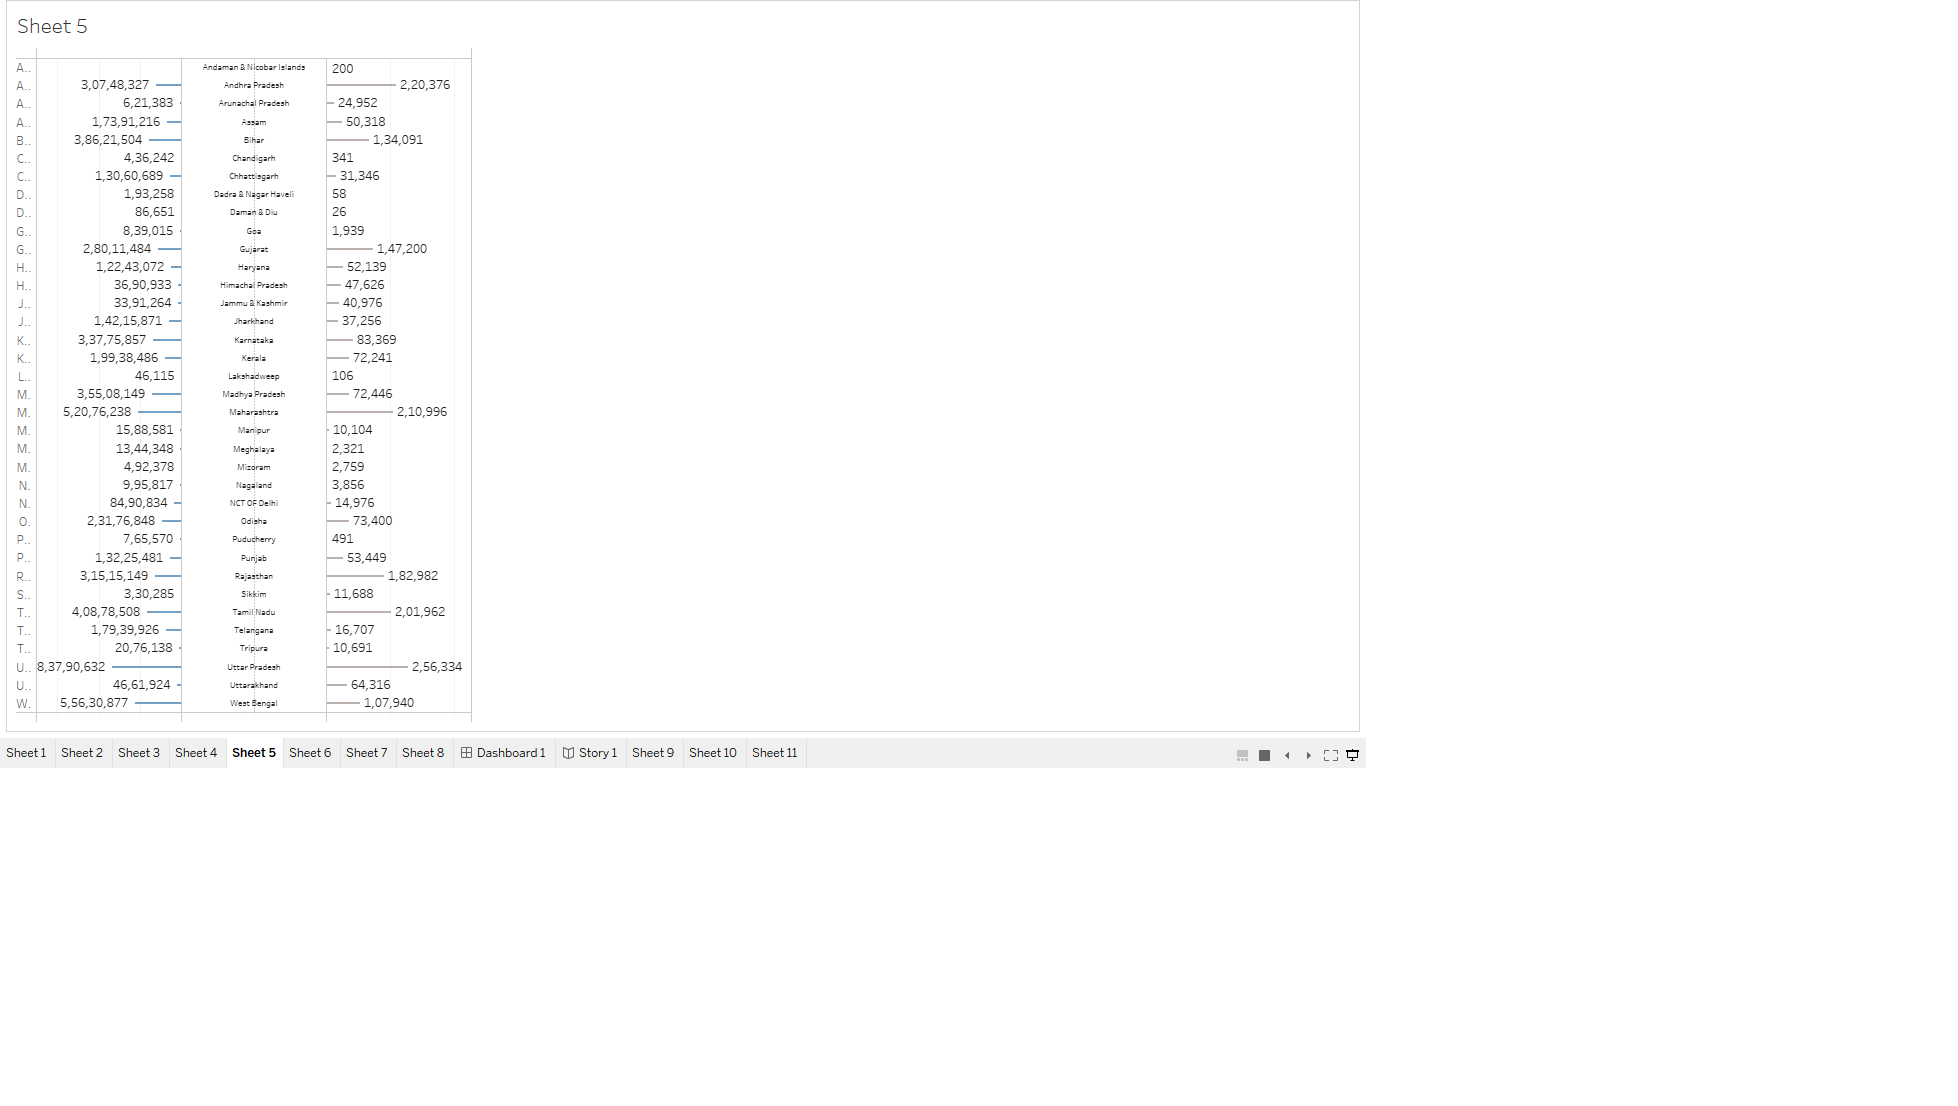 Sheet 5
A.. Andaman & Nicobar Islands 200
A.. 3,07,48,327 Andhra Pradesh 2,20,376
A.. 6,21,383 Arunachal Pradesh 24,952
A.. 1,73,91,216 Assam 50,318
B.. 3,86,21,504 Bihar 1,34,091
C.. 4,36,242 Chandigarh 341
C.. 1,30,60,689 Chhattisgarh 31,346
D.. 1,93,258 Dadra & Nagar Haveli 58
D.. 86,651 Daman & Diu 26
G.. 8,39,015 Goa 1,939
G.. 2,80,11,484 Gujarat 1,47,200
H.. 1,22,43,072 Haryana 52,139
H.. 36,90,933 Himachal Pradesh 47,626
J.. 33,91,264 Jammu & Kashmir 40,976
J.. 1,42,15,871 Jharkhand 37,256
K.. 3,37,75,857 Karnataka 83,369
K.. 1,99,38,486 Kerala 72,241
L.. 46,115 Lakshadweep 106
M. 3,55,08,149 Madhya Pradesh 72,446
M. 5,20,76,238 Maharashtra 2,10,996
M. 15,88,581 Manipur 10,104
M. 13,44,348 Meghalaya 2,321
M. 4,92,378 Mizoram 2,759
N. 9,95,817 Nagaland 3,856
N. 84,90,834 NCT OF Delhi 14,976
O. 2,31,76,848 Odisha 73,400
P.. 7,65,570 Puducherry 491
P.. 1,32,25,481 Punjab 53,449
R.. 3,15,15,149 Rajasthan 1,82,982
S.. 3,30,285 Sikkim 11,688
T.. 4,08,78,508 Tamil Nadu 2,01,962
T.. 1,79,39,926 Telangana 16,707
T.. 20,76,138 Tripura 10,691
U.. 8,37,90,632 Uttar Pradesh 2,56,334
U.. 46,61,924 Uttarakhand 64,316
W. 5,56,30,877 West Bengal 1,07,940
Sheet 1 Sheet 2 Sheet 3 Sheet 4 Sheet 5 Sheet 6 Sheet 7 Sheet 8 Dashboard 1 Story 1 Sheet 9 Sheet 10 Sheet 11